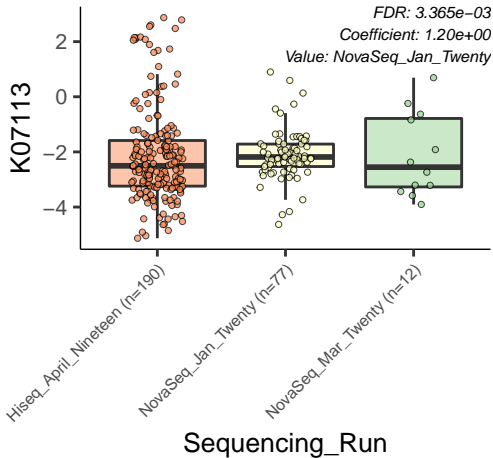 FDR: 3.365e−03
Coefficient: 1.20e+00
Value: NovaSeq_Jan_Twenty
K07113
2
0
−2
−4
Hiseq_April_Nineteen (n=190)
NovaSeq_Jan_Twenty (n=77)
NovaSeq_Mar_Twenty (n=12)
Sequencing_Run